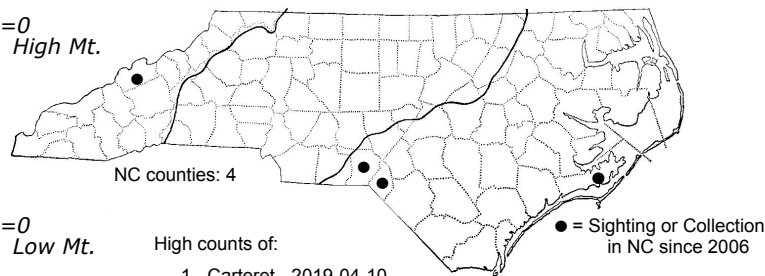 =0
High Mt.
NC counties: 4
=0
Low Mt.
High counts of:
● = Sighting or Collection
in NC since 2006
1 - Carteret - 2019-04-10